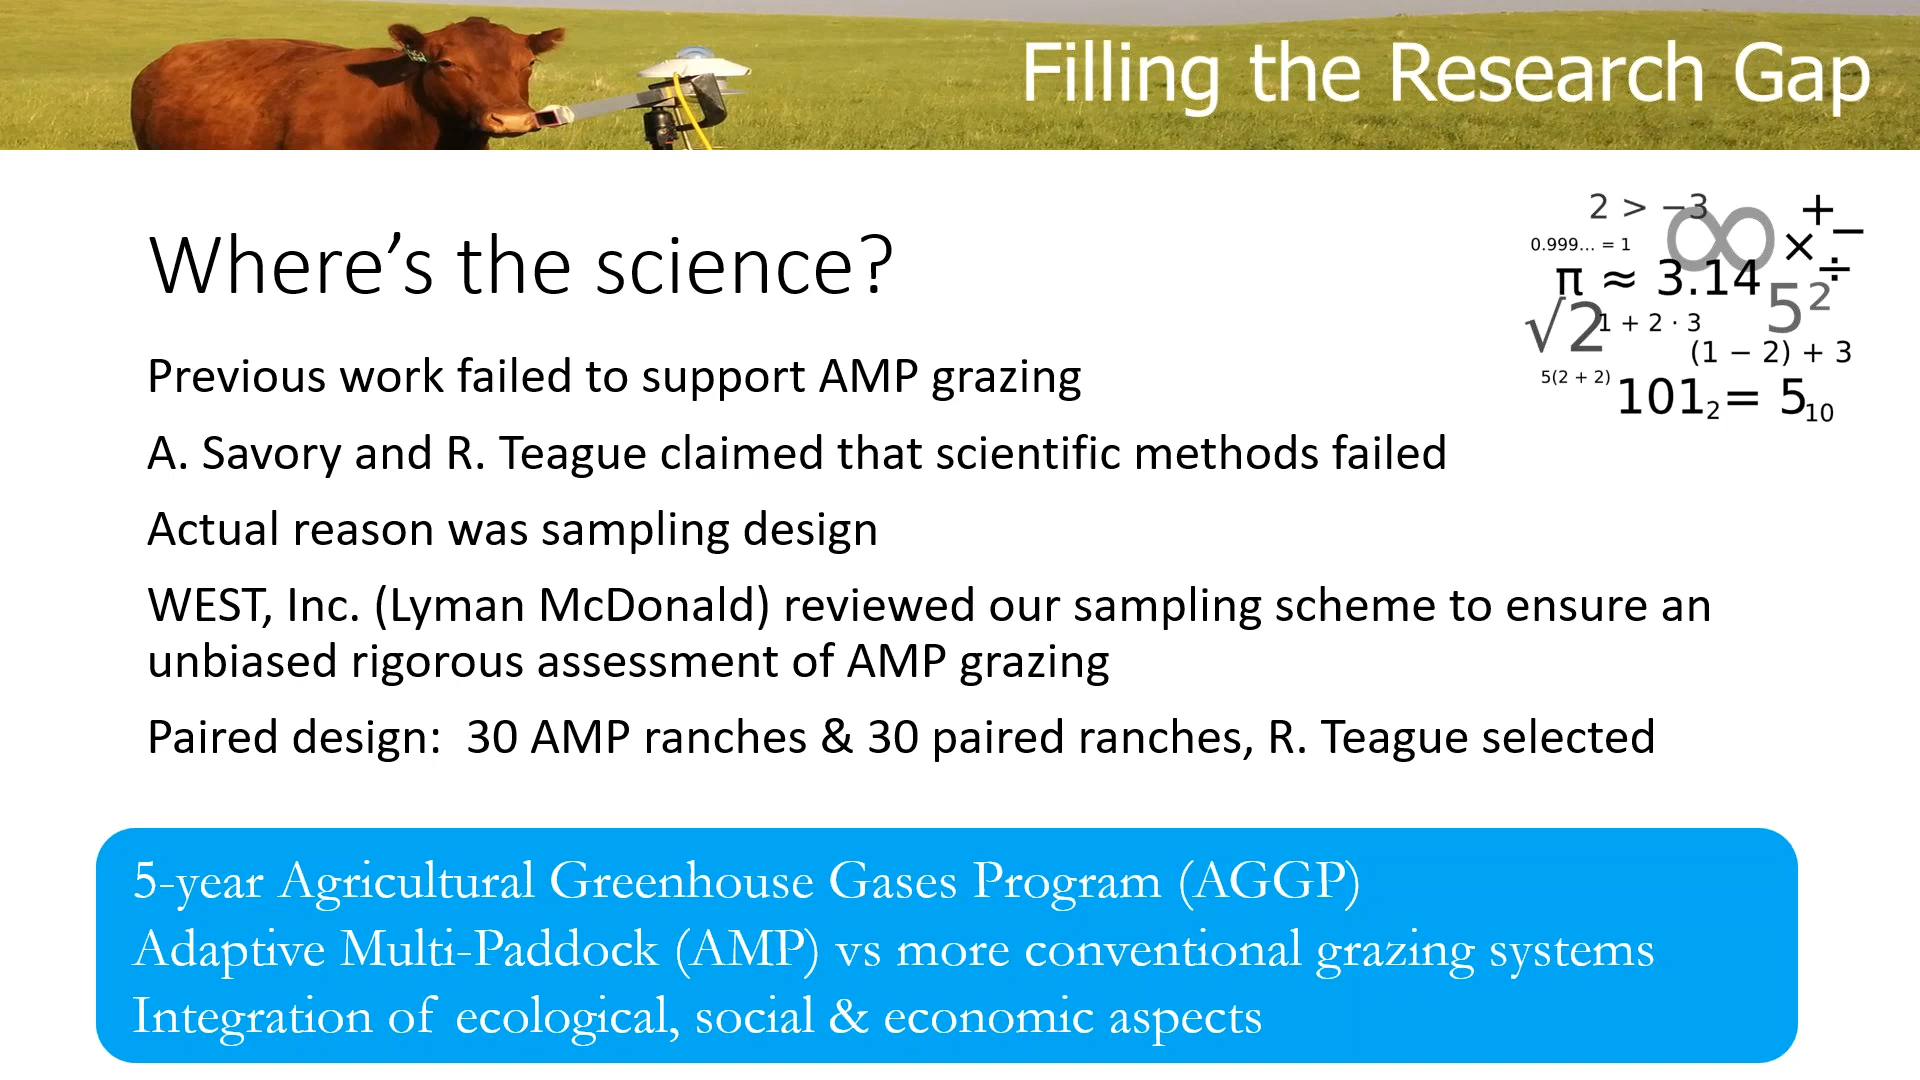 Filling the Research Gap
Where’s the science?
2 > −3
∞
+
−
×
÷
0.999... = 1
π ≈ 3.14
5²
√2
1 + 2 · 3
(1 − 2) + 3
5(2 + 2)
101₂ = 5₁₀
Previous work failed to support AMP grazing
A. Savory and R. Teague claimed that scientific methods failed
Actual reason was sampling design
WEST, Inc. (Lyman McDonald) reviewed our sampling scheme to ensure an
unbiased rigorous assessment of AMP grazing
Paired design:  30 AMP ranches & 30 paired ranches, R. Teague selected
5-year Agricultural Greenhouse Gases Program (AGGP)
Adaptive Multi-Paddock (AMP) vs more conventional grazing systems
Integration of ecological, social & economic aspects